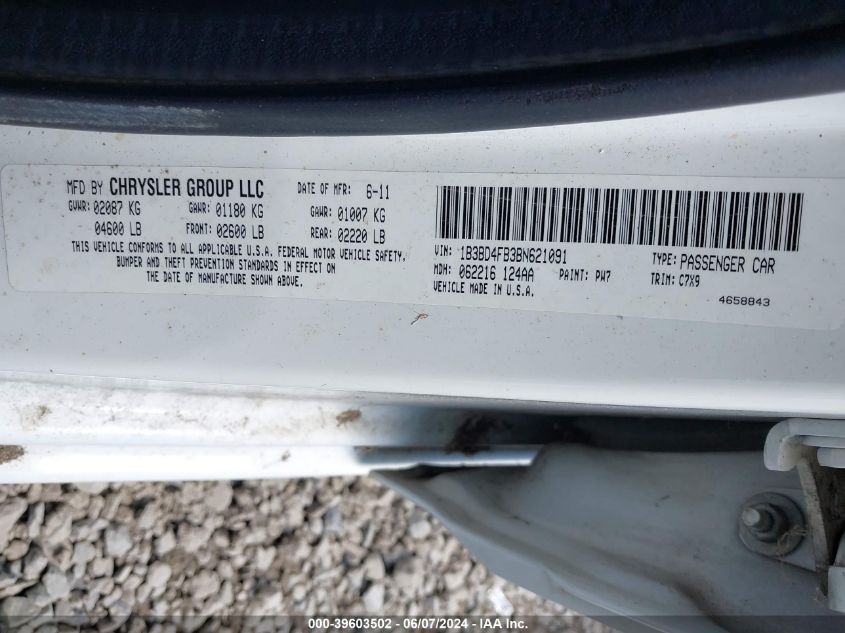 MFD BY CHRYSLER GROUP LLC DATE OF MFR: 6-11
GVWR: 02087 KG GAWR: 01180 KG GAWR: 01007 KG
04600 LB FRONT: 02600 LB REAR: 02220 LB
THIS VEHICLE CONFORMS TO ALL APPLICABLE U.S.A. FEDERAL MOTOR VEHICLE SAFETY,
BUMPER AND THEFT PREVENTION STANDARDS IN EFFECT ON
THE DATE OF MANUFACTURE SHOWN ABOVE.
VIN: 1B3BD4FB3BN621091 TYPE: PASSENGER CAR
MDH: 062216 124AA PAINT: PW7 TRIM: C7X9
VEHICLE MADE IN U.S.A.
4658843
000-39603502 - 06/07/2024 - IAAI Inc.